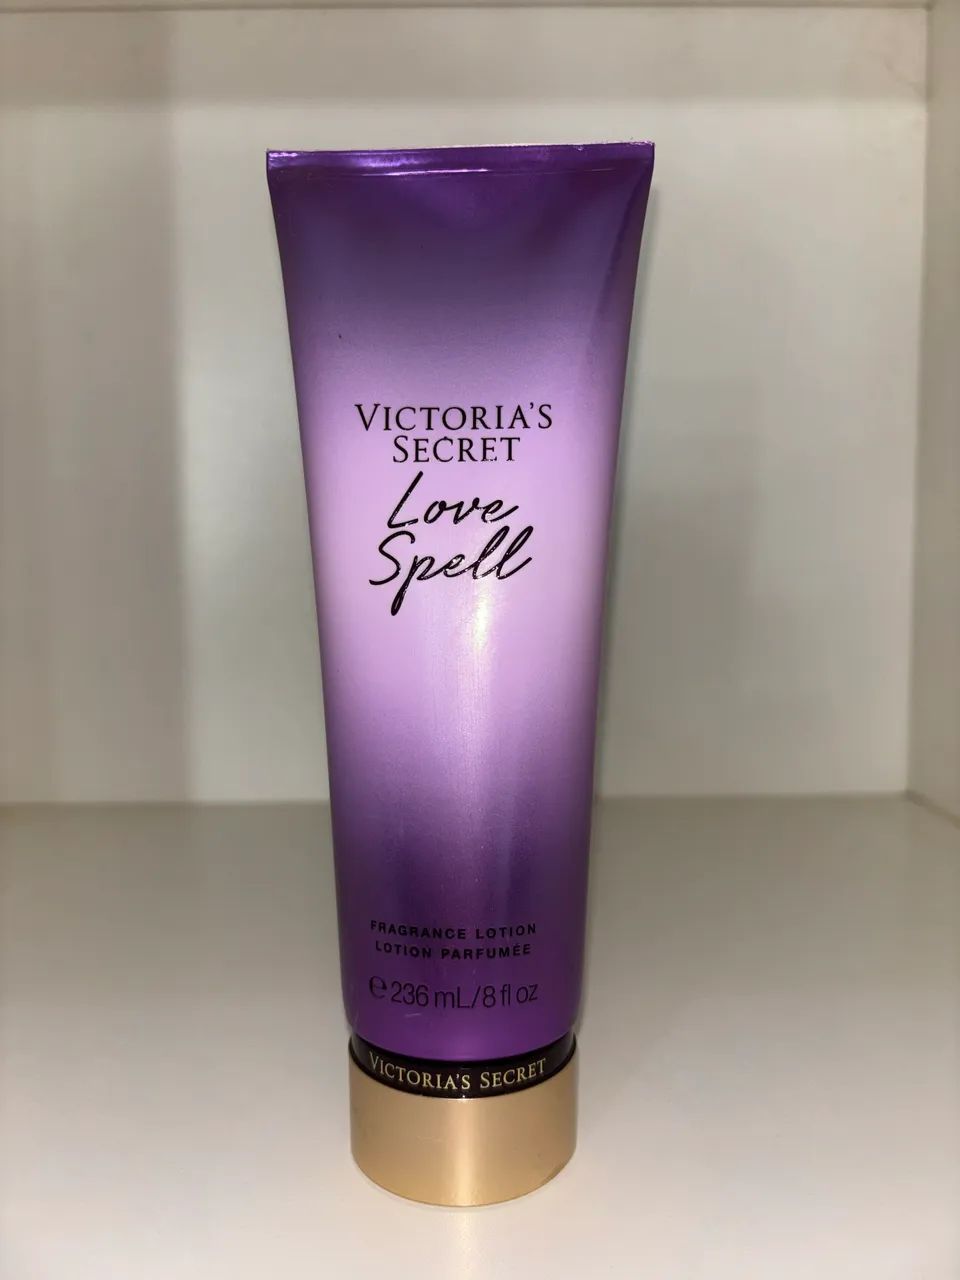 VICTORIA'S
SECRET
Love
Spell
FRAGRANCE LOTION
LOTION PARFUMÉE
℮ 236 mL/8 fl oz
VICTORIA'S SECRET